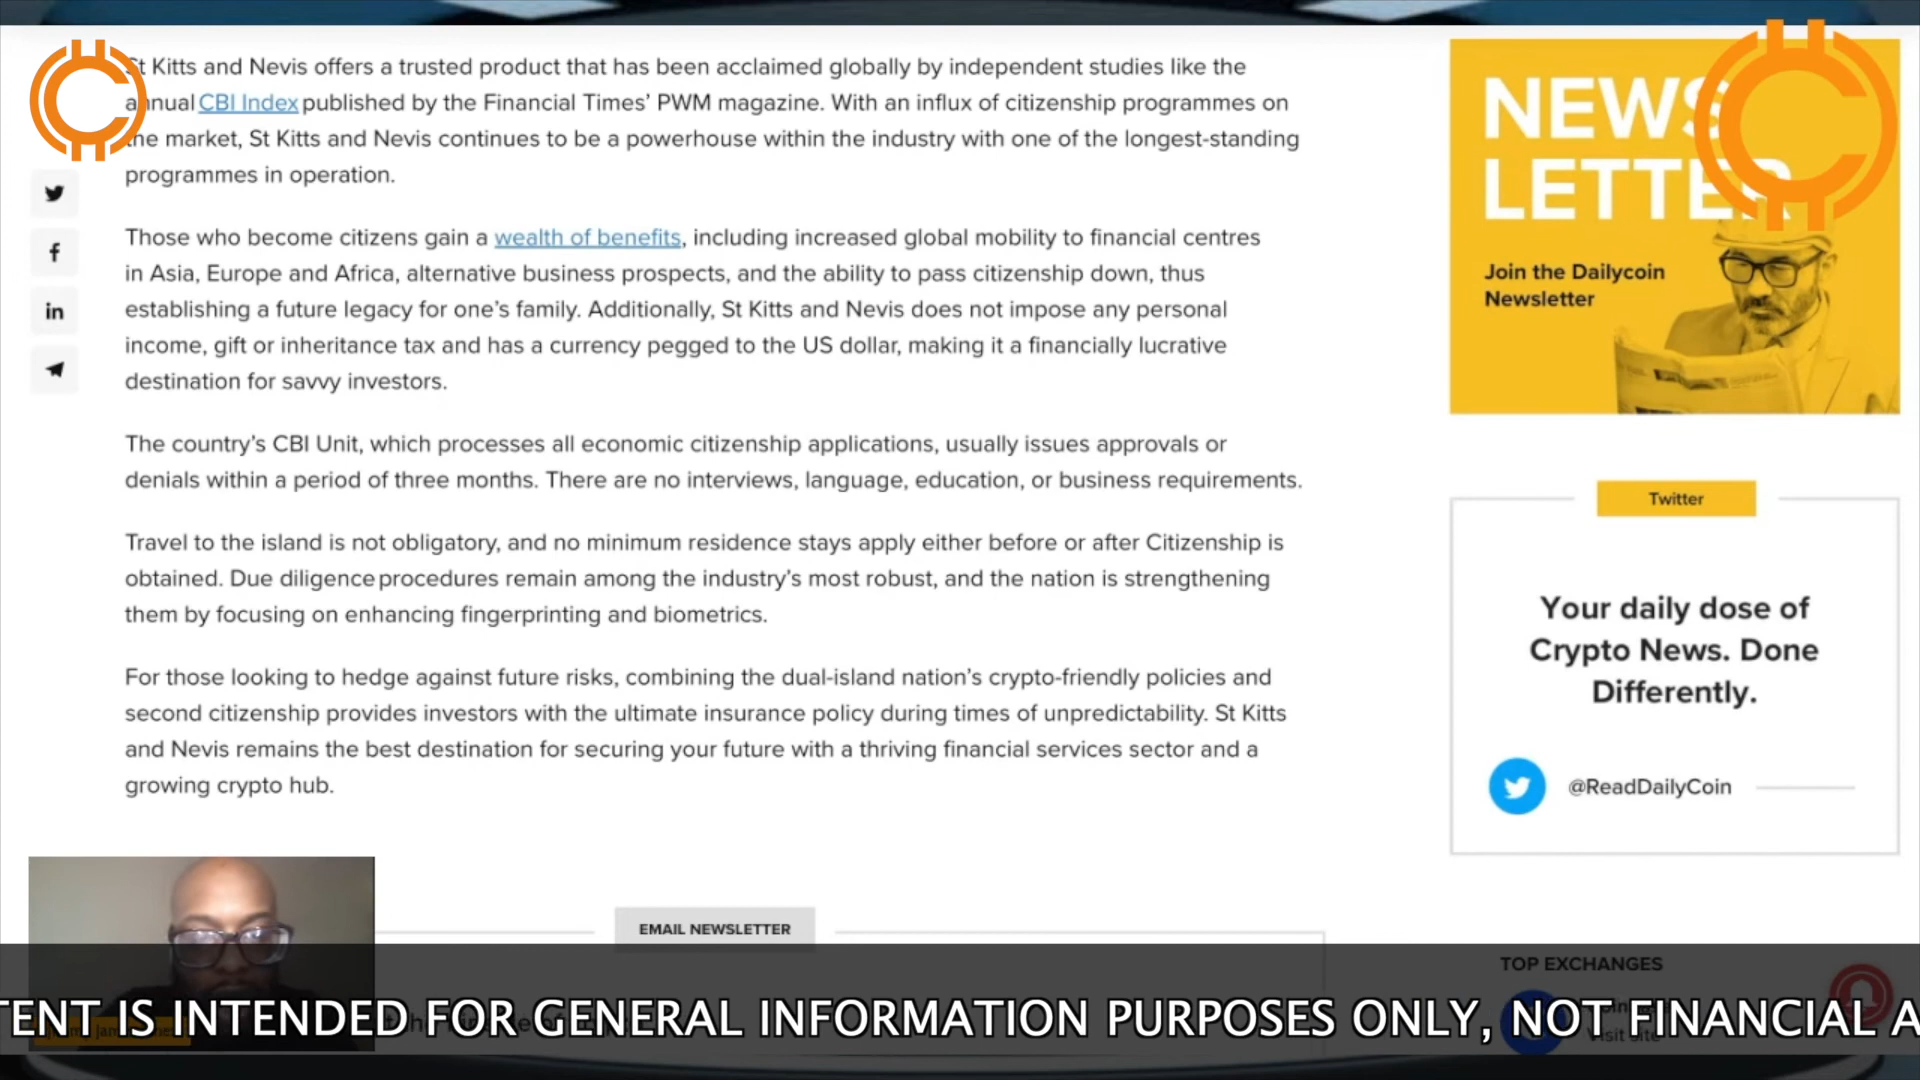 St Kitts and Nevis offers a trusted product that has been acclaimed globally by independent studies like the
annual CBI Index published by the Financial Times’ PWM magazine. With an influx of citizenship programmes on
the market, St Kitts and Nevis continues to be a powerhouse within the industry with one of the longest-standing
programmes in operation.
Those who become citizens gain a wealth of benefits, including increased global mobility to financial centres
in Asia, Europe and Africa, alternative business prospects, and the ability to pass citizenship down, thus
establishing a future legacy for one’s family. Additionally, St Kitts and Nevis does not impose any personal
income, gift or inheritance tax and has a currency pegged to the US dollar, making it a financially lucrative
destination for savvy investors.
The country’s CBI Unit, which processes all economic citizenship applications, usually issues approvals or
denials within a period of three months. There are no interviews, language, education, or business requirements.
Travel to the island is not obligatory, and no minimum residence stays apply either before or after Citizenship is
obtained. Due diligence procedures remain among the industry’s most robust, and the nation is strengthening
them by focusing on enhancing fingerprinting and biometrics.
For those looking to hedge against future risks, combining the dual-island nation’s crypto-friendly policies and
second citizenship provides investors with the ultimate insurance policy during times of unpredictability. St Kitts
and Nevis remains the best destination for securing your future with a thriving financial services sector and a
growing crypto hub.
NEWS
LETTER
Join the Dailycoin
Newsletter
Twitter
Your daily dose of
Crypto News. Done
Differently.
@ReadDailyCoin
EMAIL NEWSLETTER
TOP EXCHANGES
Visit site
TENT IS INTENDED FOR GENERAL INFORMATION PURPOSES ONLY, NOT FINANCIAL A